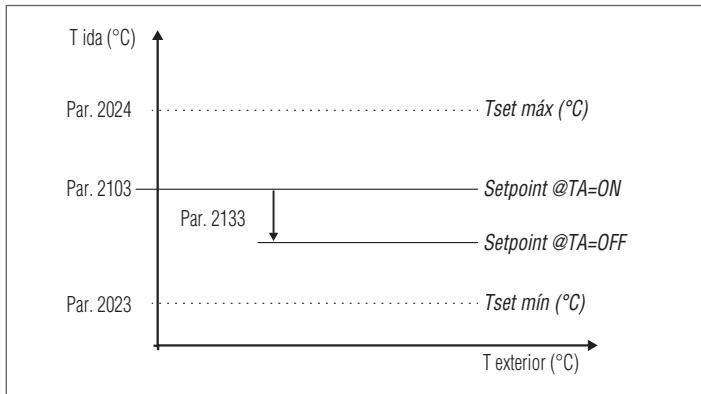 T ida (°C)
Par. 2024
Tset máx (°C)
Par. 2103
Setpoint @TA=ON
Par. 2133
Setpoint @TA=OFF
Par. 2023
Tset mín (°C)
T exterior (°C)